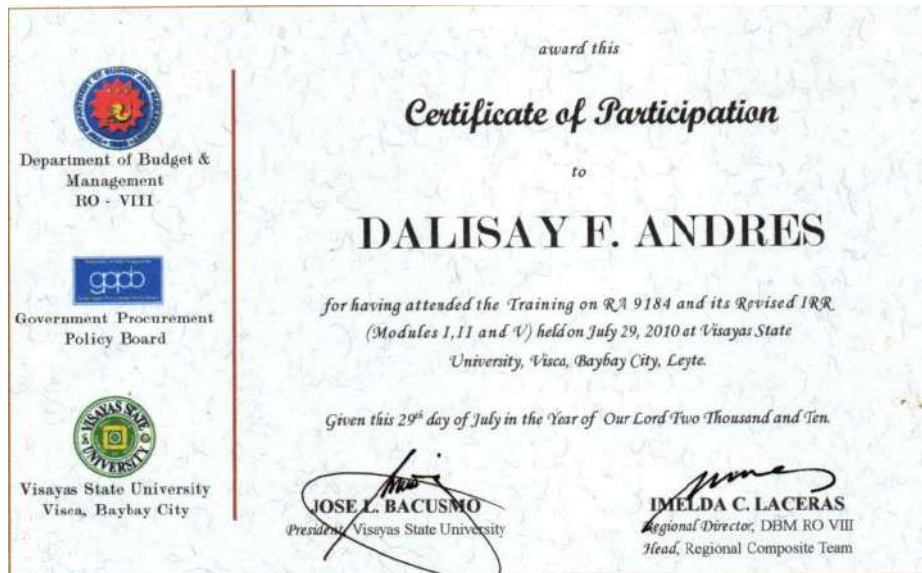 Department of Budget &
Management
RO - VIII
gppb
Government Procurement
Policy Board
VISAYAS STATE
UNIVERSITY
Visayas State University
Visca, Baybay City
award this
Certificate of Participation
to
DALISAY F. ANDRES
for having attended the Training on RA 9184 and its Revised IRR
(Modules I,II and V) held on July 29, 2010 at Visayas State
University, Visca, Baybay City, Leyte.
Given this 29th day of July in the Year of Our Lord Two Thousand and Ten.
JOSE L. BACUSMO
President, Visayas State University
IMELDA C. LACERAS
Regional Director, DBM RO VIII
Head, Regional Composite Team